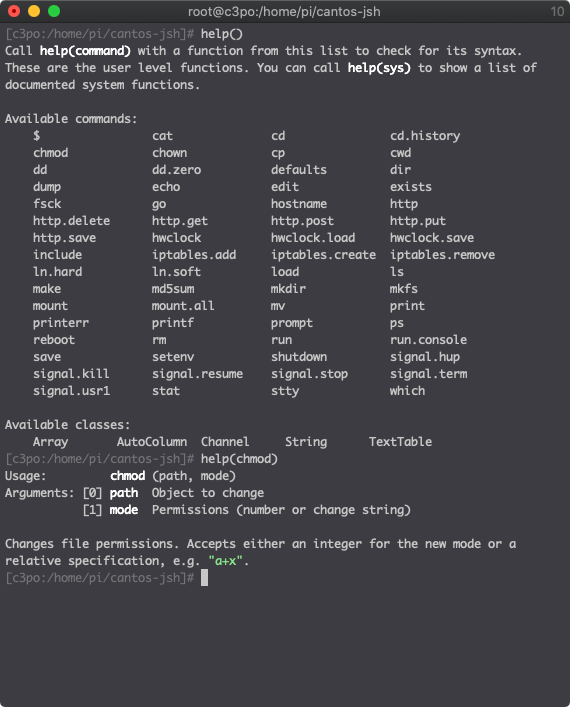 root@c3po:/home/pi/cantos-jsh 10
[c3po:/home/pi/cantos-jsh]# help()
Call help(command) with a function from this list to check for its syntax.
These are the user level functions. You can call help(sys) to show a list of
documented system functions.
Available commands:
$ cat cd cd.history
chmod chown cp cwd
dd dd.zero defaults dir
dump echo edit exists
fsck go hostname http
http.delete http.get http.post http.put
http.save hwclock hwclock.load hwclock.save
include iptables.add iptables.create iptables.remove
ln.hard ln.soft load ls
make md5sum mkdir mkfs
mount mount.all mv print
printerr printf prompt ps
reboot rm run run.console
save setenv shutdown signal.hup
signal.kill signal.resume signal.stop signal.term
signal.usr1 stat stty which
Available classes:
Array AutoColumn Channel String TextTable
[c3po:/home/pi/cantos-jsh]# help(chmod)
Usage: chmod (path, mode)
Arguments: [0] path Object to change
[1] mode Permissions (number or change string)
Changes file permissions. Accepts either an integer for the new mode or a
relative specification, e.g. "a+x".
[c3po:/home/pi/cantos-jsh]#